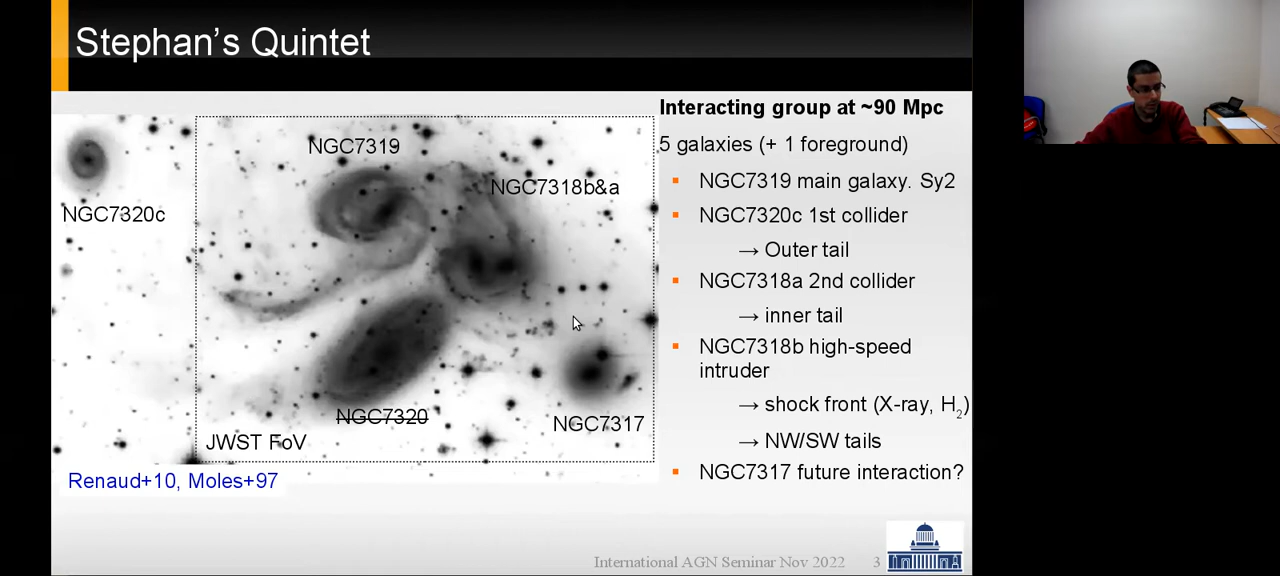 Stephan’s Quintet
NGC7319
NGC7318b&a
NGC7320c
NGC7320
NGC7317
JWST FoV
Renaud+10, Moles+97
Interacting group at ~90 Mpc
5 galaxies (+ 1 foreground)
▪ NGC7319 main galaxy. Sy2
▪ NGC7320c 1st collider
→ Outer tail
▪ NGC7318a 2nd collider
→ inner tail
▪ NGC7318b high-speed
intruder
→ shock front (X-ray, H₂)
→ NW/SW tails
▪ NGC7317 future interaction?
International AGN Seminar Nov 2022 3